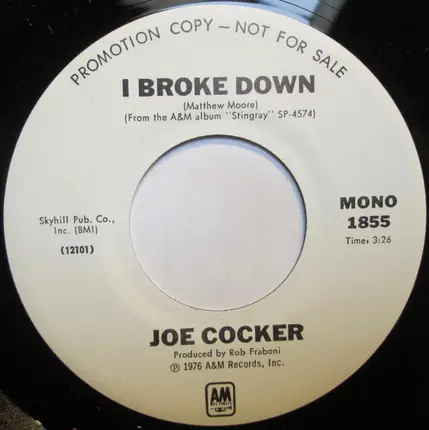 PROMOTION COPY – NOT FOR SALE
I BROKE DOWN
(Matthew Moore)
(From the A&M album "Stingray" SP-4574)
Skyhill Pub. Co.,
Inc. (BMI)
(12101)
MONO
1855
Time: 3:26
JOE COCKER
Produced by Rob Fraboni
℗ 1976 A&M Records, Inc.
AM